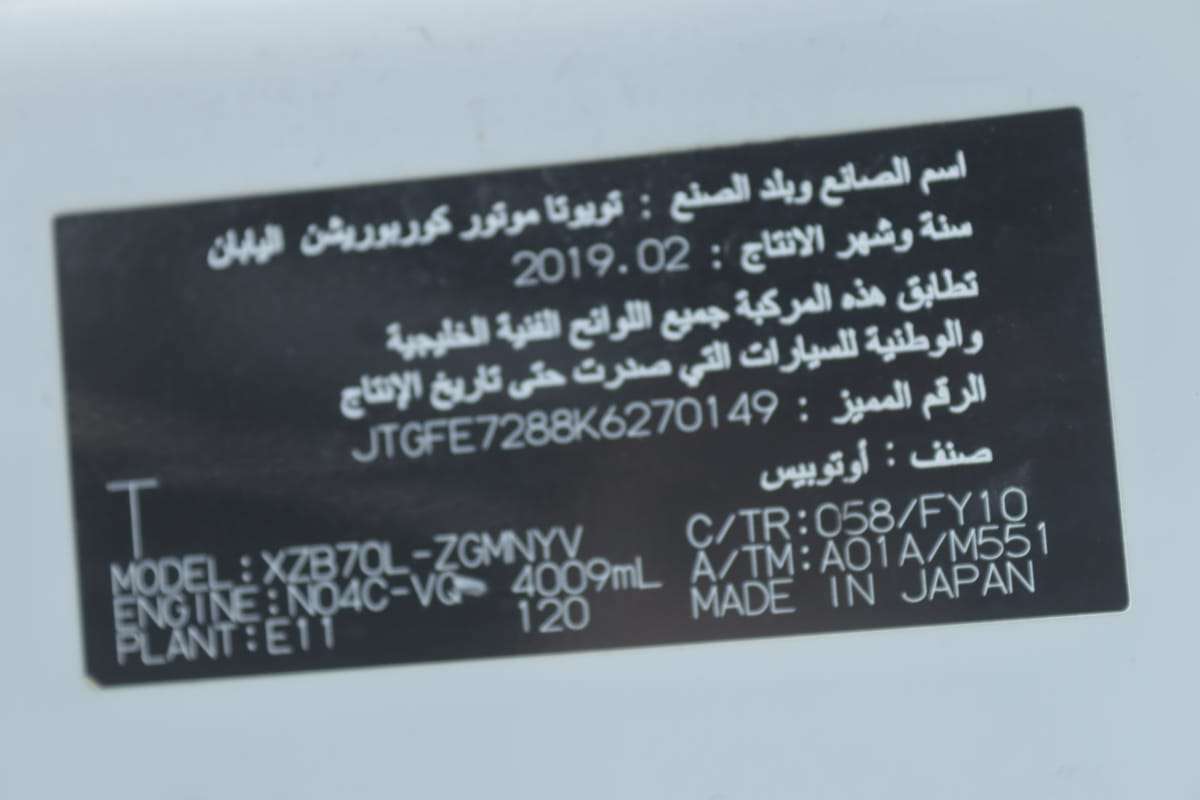 اسم الصانع وبلد الصنع : تويوتا موتور كوربوريشن اليابان
سنة وشهر الانتاج : 2019.02
تطابق هذه المركبة جميع اللوائح الفنية الخليجية
والوطنية للسيارات التي صدرت حتى تاريخ الإنتاج
الرقم المميز : JTGFE7288K6270149
صنف : أوتوبيس
T
C/TR:058/FY10
MODEL:XZB70L-ZGMNYV
A/TM:A01A/M551
ENGINE:N04C-VQ 4009mL
MADE IN JAPAN
PLANT:E11 120